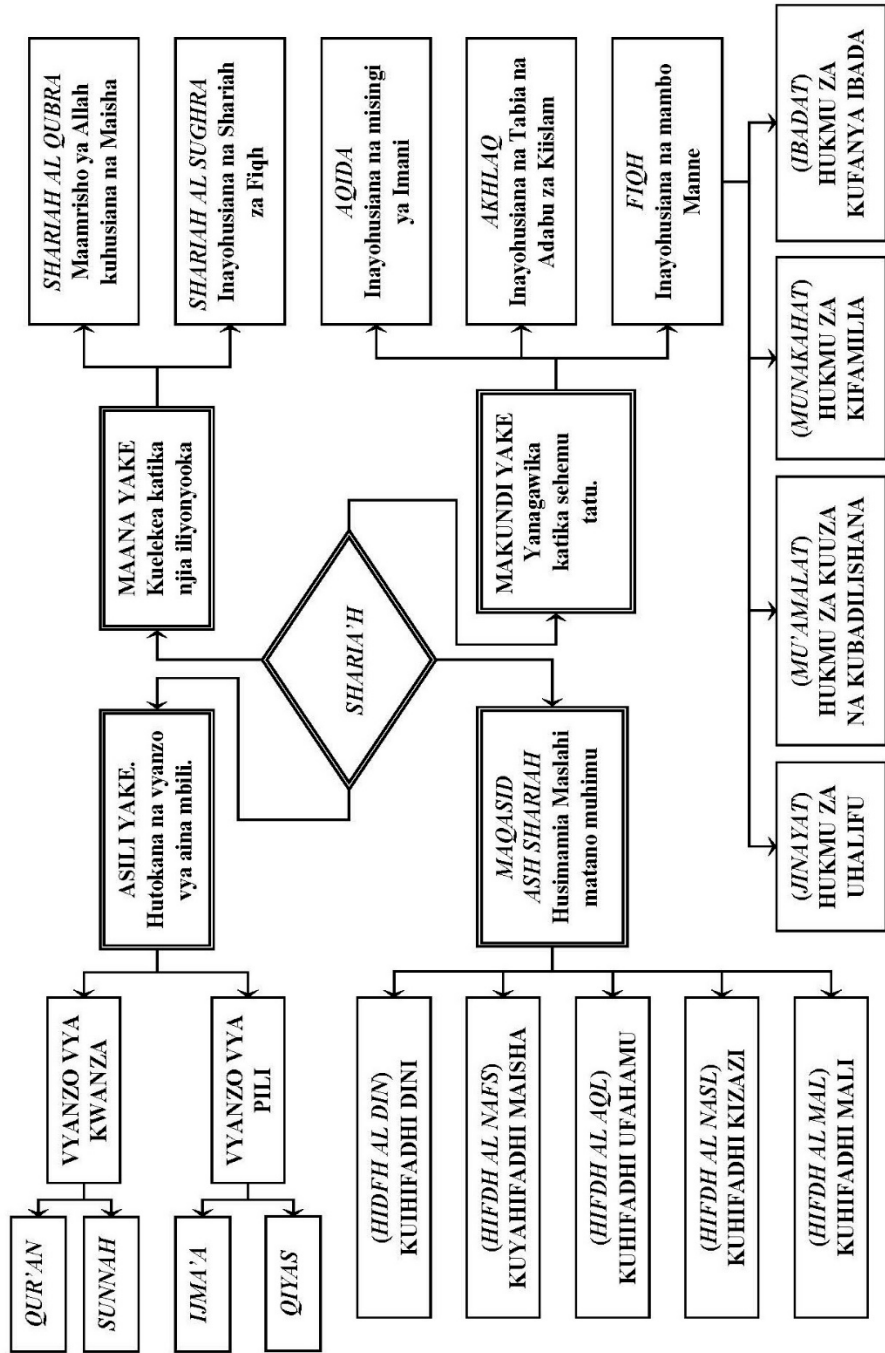 QUR'AN
SUNNAH
IJMA'A
QIYAS
VYANZO VYA
KWANZA
VYANZO VYA
PILI
ASILI YAKE.
Hutokana na vyanzo
vya aina mbili.
MAANA YAKE
Kuelekea katika
njia iliyonyooka
SHARIAH AL QUBRA
Maamrisho ya Allah
kuhusiana na Maisha
SHARIAH AL SUGHRA
Inayohusiana na Shariah
za Fiqh
SHARIA'H
(HIDFH AL DIN)
KUIHIFADHI DINI
(HIFDH AL NAFS)
KUYAHIFADHI MAISHA
(HIFDH AL AQL)
KUHIFADHI UFAHAMU
(HIFDH AL NASL)
KUHIFADHI KIZAZI
(HIFDH AL MAL)
KUHIFADHI MALI
MAQASID
ASH SHARIAH
Husimamia Maslahi
matano muhimu
MAKUNDI YAKE
Yanagawika
katika sehemu
tatu.
AQIDA
Inayohusiana na misingi
ya Imani
AKHLAQ
Inayohusiana na Tabia na
Adabu za Kiislam
FIQH
Inayohusiana na mambo
Manne
(JINAYAT)
HUKMU ZA
UHALIFU
(MU'AMALAT)
HUKMU ZA KUUZA
NA KUBADILISHANA
(MUNAKAHAT)
HUKMU ZA
KIFAMILIA
(IBADAT)
HUKMU ZA
KUFANYA IBADA